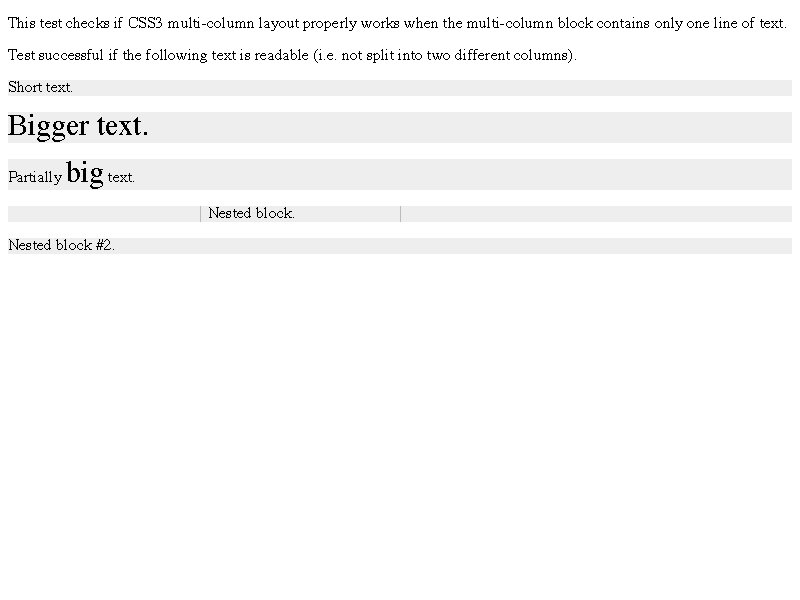 This test checks if CSS3 multi-column layout properly works when the multi-column block contains only one line of text.
Test successful if the following text is readable (i.e. not split into two different columns).
Short text.
Bigger text.
Partially big text.
Nested block.
Nested block #2.